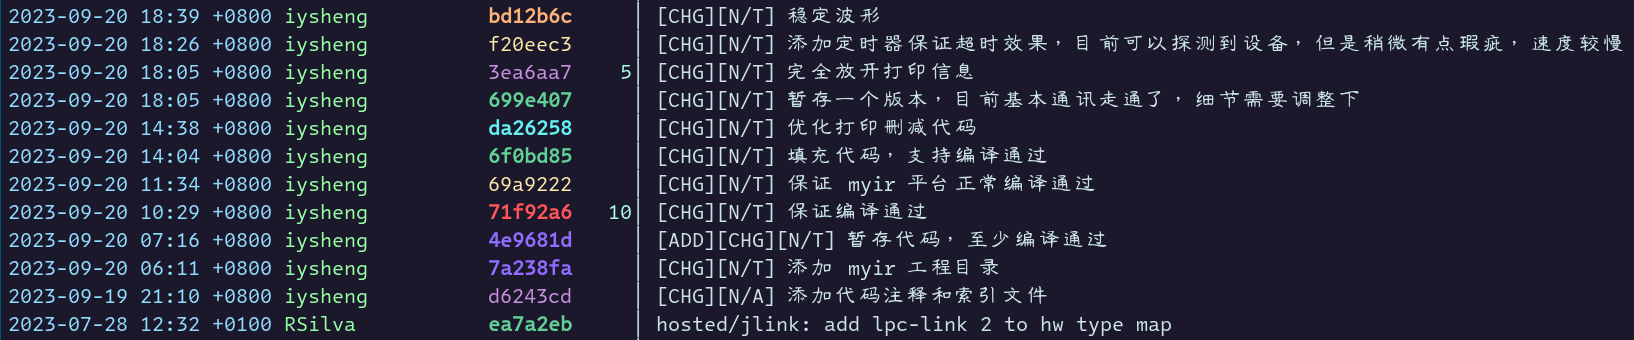 2023-09-20 18:39 +0800 iysheng bd12b6c [CHG][N/T] 稳定波形
2023-09-20 18:26 +0800 iysheng f20eec3 [CHG][N/T] 添加定时器保证超时效果，目前可以探测到设备，但是稍微有点瑕疵，速度较慢
2023-09-20 18:05 +0800 iysheng 3ea6aa7 5 [CHG][N/T] 完全放开打印信息
2023-09-20 18:05 +0800 iysheng 699e407 [CHG][N/T] 暂存一个版本，目前基本通讯走通了，细节需要调整下
2023-09-20 14:38 +0800 iysheng da26258 [CHG][N/T] 优化打印删减代码
2023-09-20 14:04 +0800 iysheng 6f0bd85 [CHG][N/T] 填充代码，支持编译通过
2023-09-20 11:34 +0800 iysheng 69a9222 [CHG][N/T] 保证 myir 平台正常编译通过
2023-09-20 10:29 +0800 iysheng 71f92a6 10 [CHG][N/T] 保证编译通过
2023-09-20 07:16 +0800 iysheng 4e9681d [ADD][CHG][N/T] 暂存代码，至少编译通过
2023-09-20 06:11 +0800 iysheng 7a238fa [CHG][N/T] 添加 myir 工程目录
2023-09-19 21:10 +0800 iysheng d6243cd [CHG][N/A] 添加代码注释和索引文件
2023-07-28 12:32 +0100 RSilva ea7a2eb hosted/jlink: add lpc-link 2 to hw type map